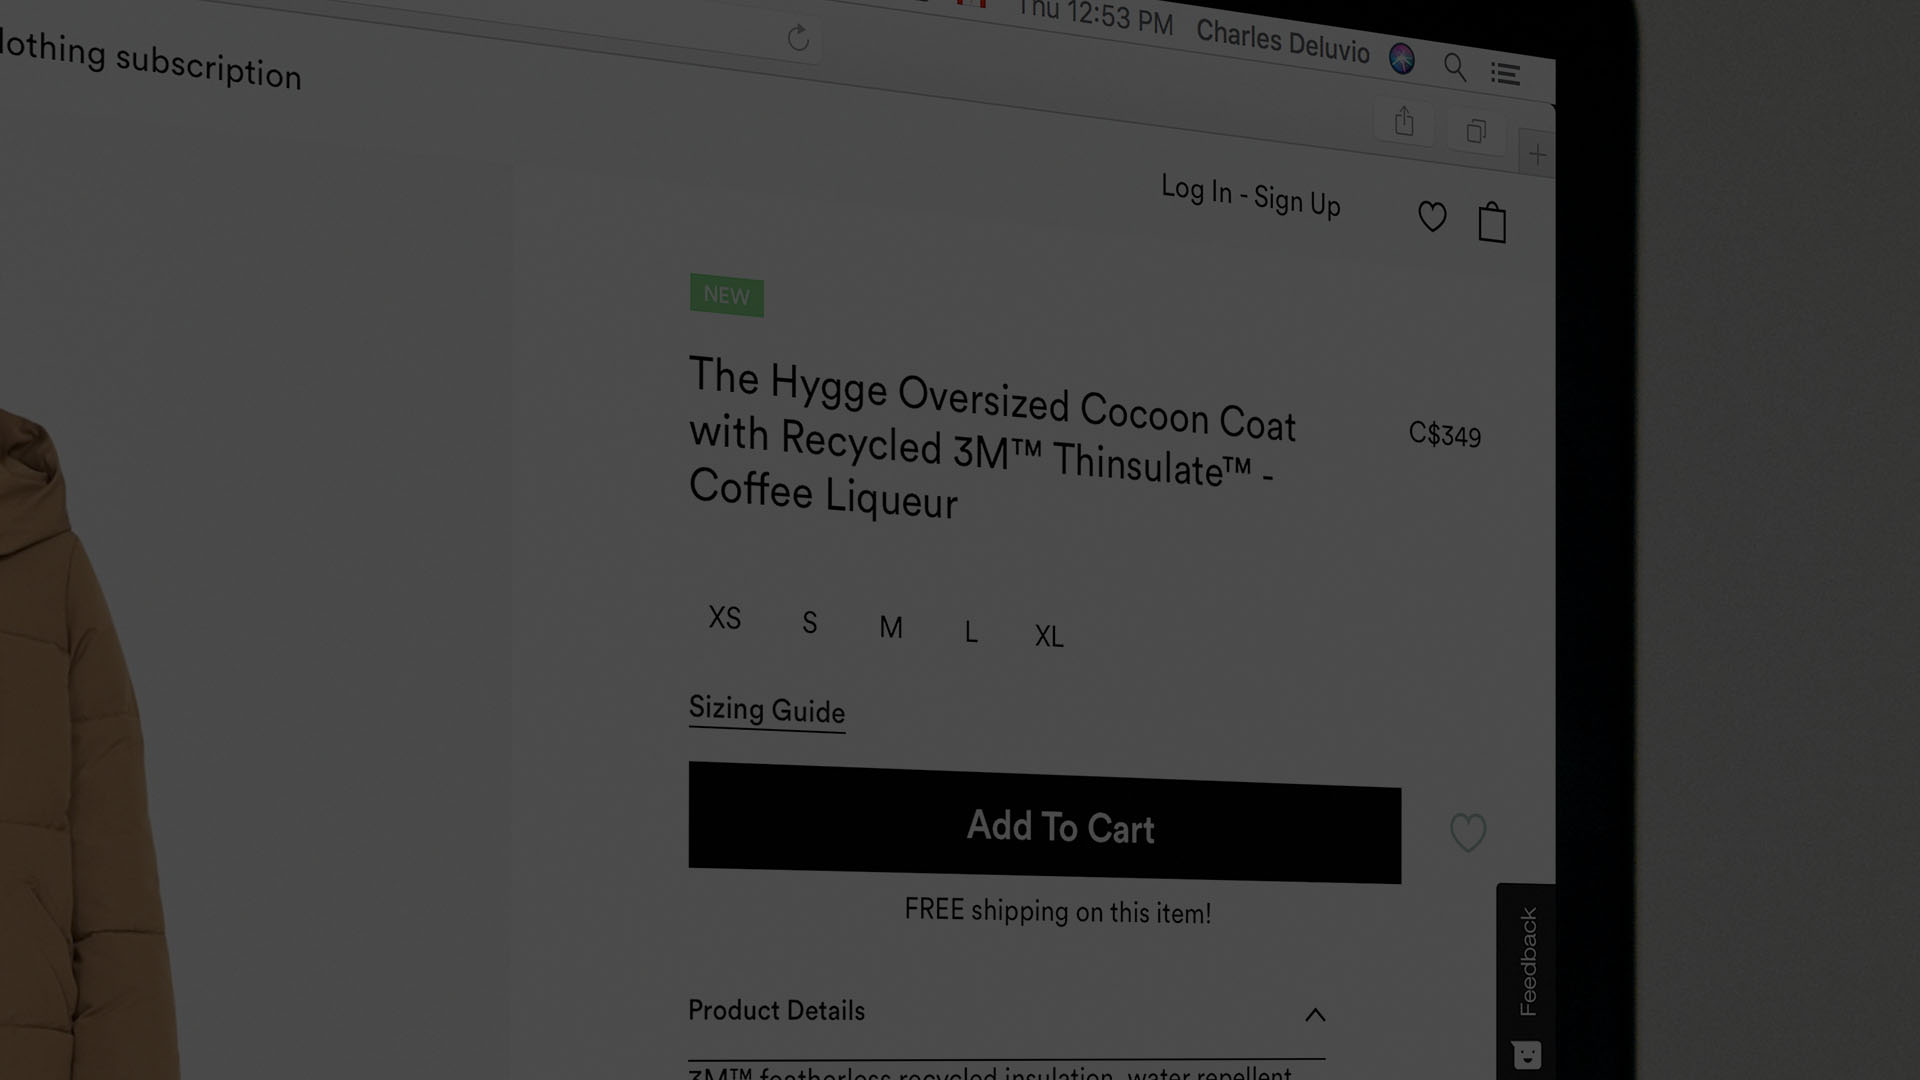 Thu 12:53 PM Charles Deluvio
lothing subscription
Log In - Sign Up
NEW
The Hygge Oversized Cocoon Coat
with Recycled 3M™ Thinsulate™ -
Coffee Liqueur
C$349
XS S M L XL
Sizing Guide
Add To Cart
FREE shipping on this item!
Feedback
Product Details
3M™ featherless recycled insulation, water repellent